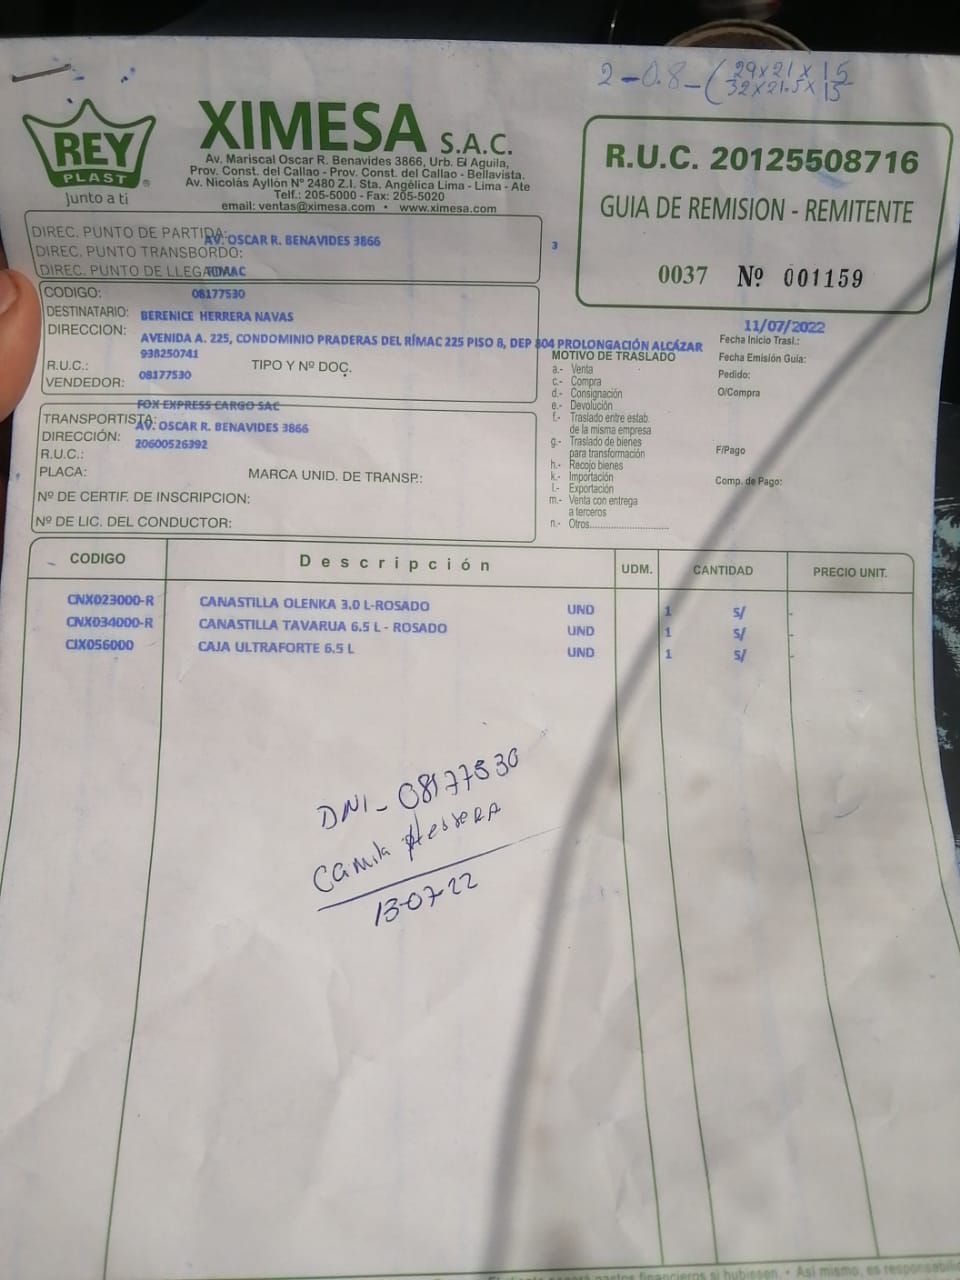 2-0.8-(29x21x15
32x21.5x15
REY
PLAST
Junto a ti
XIMESA S.A.C.
Av. Mariscal Oscar R. Benavides 3866, Urb. El Aguila,
Prov. Const. del Callao - Prov. Const. del Callao - Bellavista.
Av. Nicolás Ayllón Nº 2480 Z.I. Sta. Angélica Lima - Lima - Ate
Telf.: 205-5000 - Fax: 205-5020
email: ventas@ximesa.com • www.ximesa.com
R.U.C. 20125508716
GUIA DE REMISION - REMITENTE
0037 Nº 001159
DIREC. PUNTO DE PARTIDA: AV. OSCAR R. BENAVIDES 3866
3
DIREC. PUNTO TRANSBORDO:
DIREC. PUNTO DE LLEGADA: RIMAC
CODIGO: 08177530
DESTINATARIO: BERENICE HERRERA NAVAS
DIRECCION: AVENIDA A. 225, CONDOMINIO PRADERAS DEL RÍMAC 225 PISO 8, DEP 804 PROLONGACIÓN ALCÁZAR
938250741
R.U.C.: TIPO Y Nº DOC.
VENDEDOR: 08177530
11/07/2022
Fecha Inicio Trasl.:
Fecha Emisión Guía:
Pedido:
O/Compra
F/Pago
Comp. de Pago:
MOTIVO DE TRASLADO
a.- Venta
c.- Compra
d.- Consignación
e.- Devolución
f.- Traslado entre estab.
de la misma empresa
g.- Traslado de bienes
para transformación
h.- Recojo bienes
k.- Importación
l.- Exportación
m.- Venta con entrega
a terceros
n.- Otros
FOX EXPRESS CARGO SAC
TRANSPORTISTA: AV. OSCAR R. BENAVIDES 3866
DIRECCIÓN: 20600526392
R.U.C.:
PLACA: MARCA UNID. DE TRANSP.:
Nº DE CERTIF. DE INSCRIPCION:
Nº DE LIC. DEL CONDUCTOR:
CODIGO Descripción UDM. CANTIDAD PRECIO UNIT.
CNX023000-R CANASTILLA OLENKA 3.0 L-ROSADO UND 1 S/ -
CNX034000-R CANASTILLA TAVARUA 6.5 L - ROSADO UND 1 S/ -
CJX056000 CAJA ULTRAFORTE 6.5 L UND 1 S/ -
DNI_08177530
Camila Herrera
13-07-22
gastos financieros si hubissen. • Así mismo, es